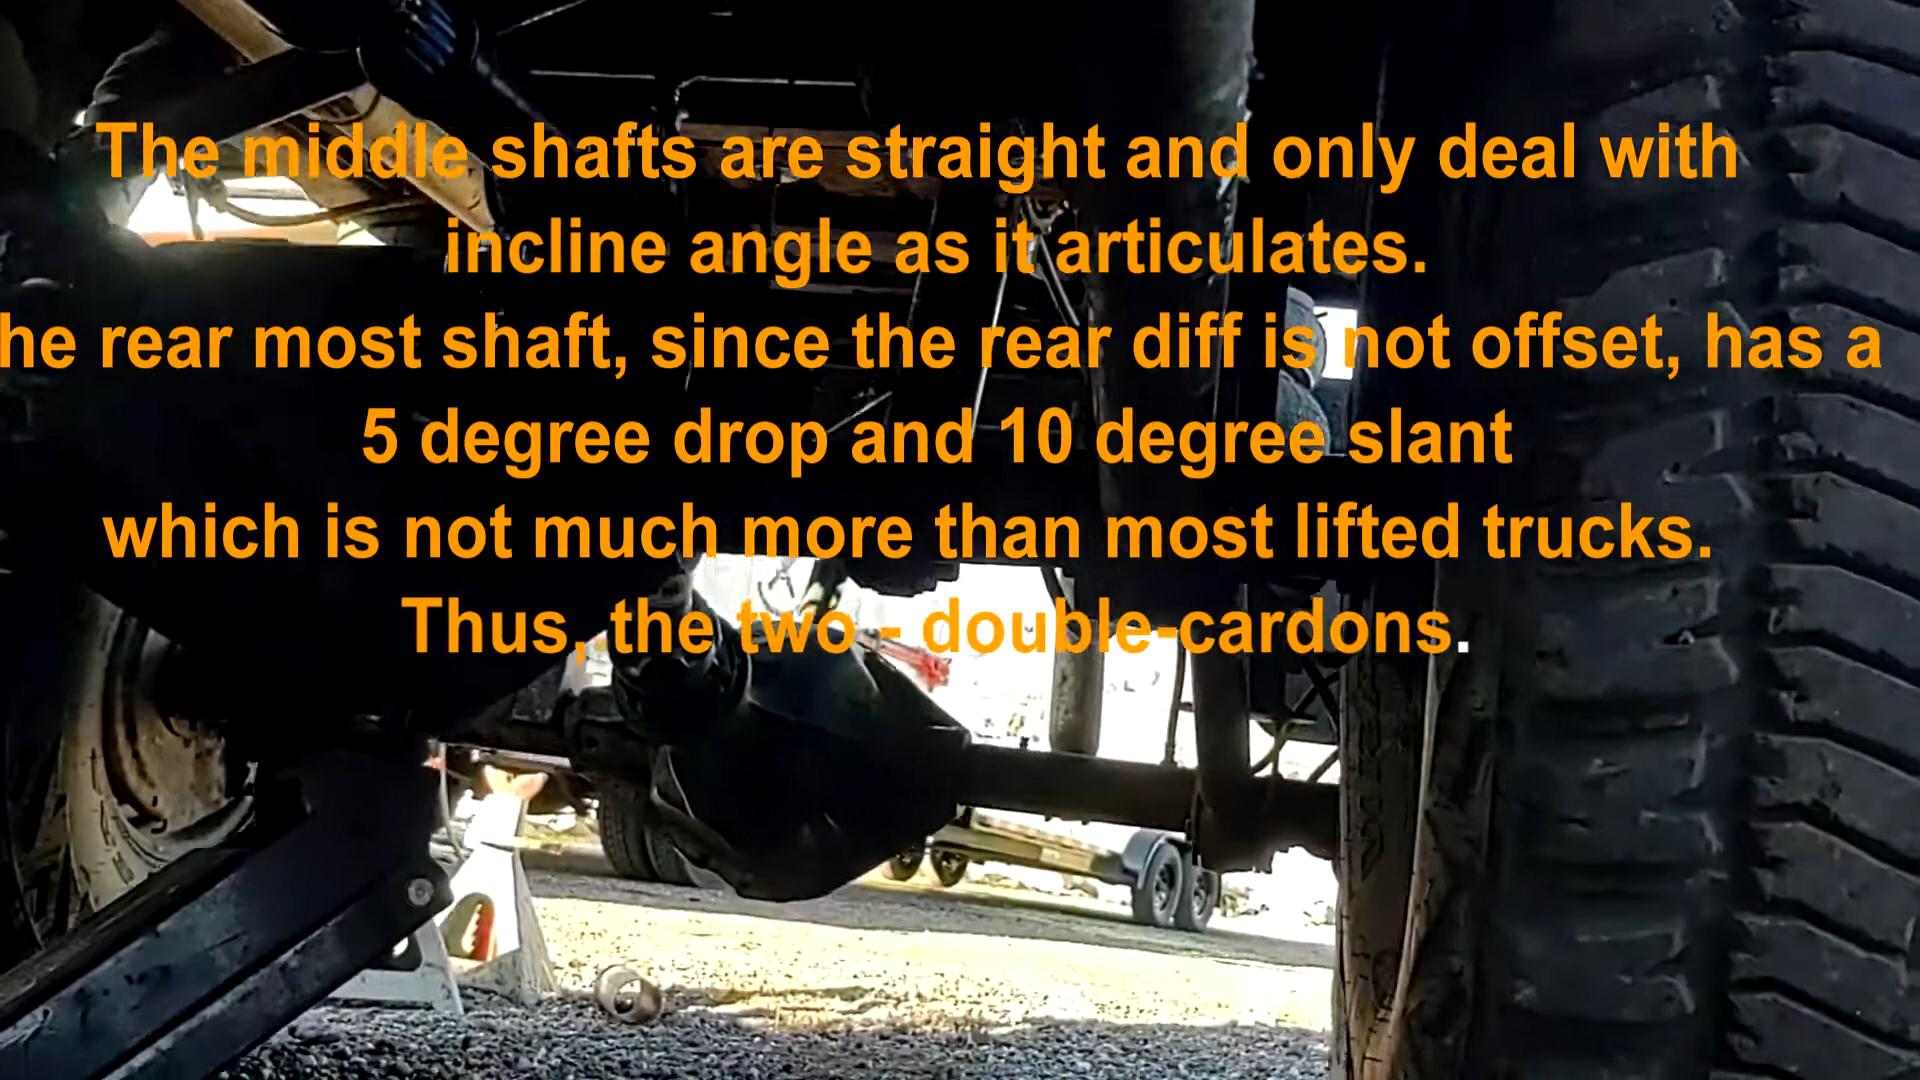 The middle shafts are straight and only deal with
incline angle as it articulates.
he rear most shaft, since the rear diff is not offset, has a
5 degree drop and 10 degree slant
which is not much more than most lifted trucks.
Thus, the two - double-cardons.